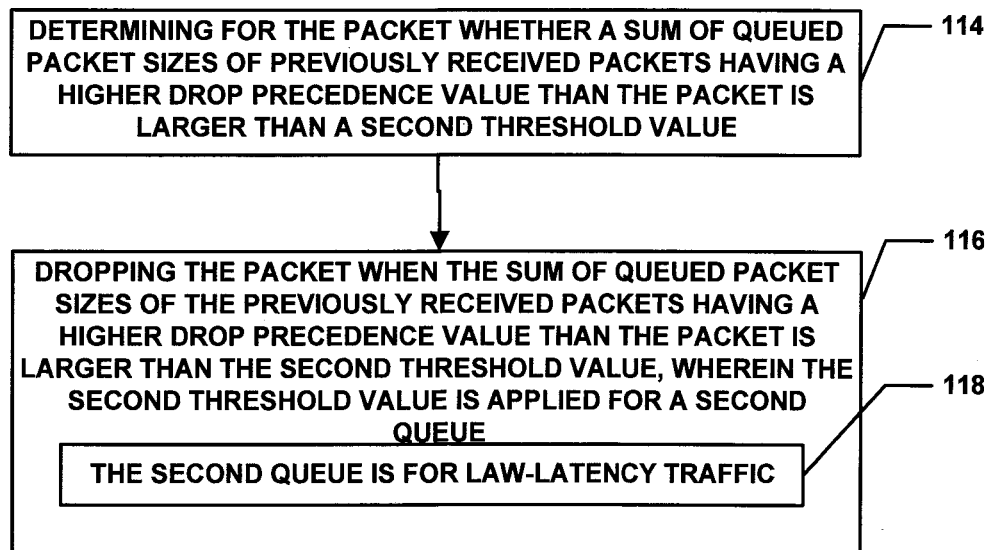 DETERMINING FOR THE PACKET WHETHER A SUM OF QUEUED
PACKET SIZES OF PREVIOUSLY RECEIVED PACKETS HAVING A
HIGHER DROP PRECEDENCE VALUE THAN THE PACKET IS
LARGER THAN A SECOND THRESHOLD VALUE
114
DROPPING THE PACKET WHEN THE SUM OF QUEUED PACKET
SIZES OF THE PREVIOUSLY RECEIVED PACKETS HAVING A
HIGHER DROP PRECEDENCE VALUE THAN THE PACKET IS
LARGER THAN THE SECOND THRESHOLD VALUE, WHEREIN THE
SECOND THRESHOLD VALUE IS APPLIED FOR A SECOND
QUEUE
116
THE SECOND QUEUE IS FOR LAW-LATENCY TRAFFIC
118